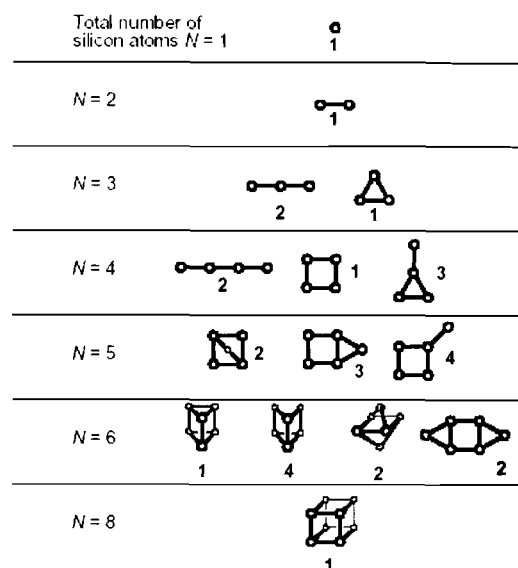 Total number of
silicon atoms N = 1
1
N = 2
1
N = 3
2 1
N = 4
2 1 3
N = 5
2 3 4
N = 6
1 4 2 2
N = 8
1